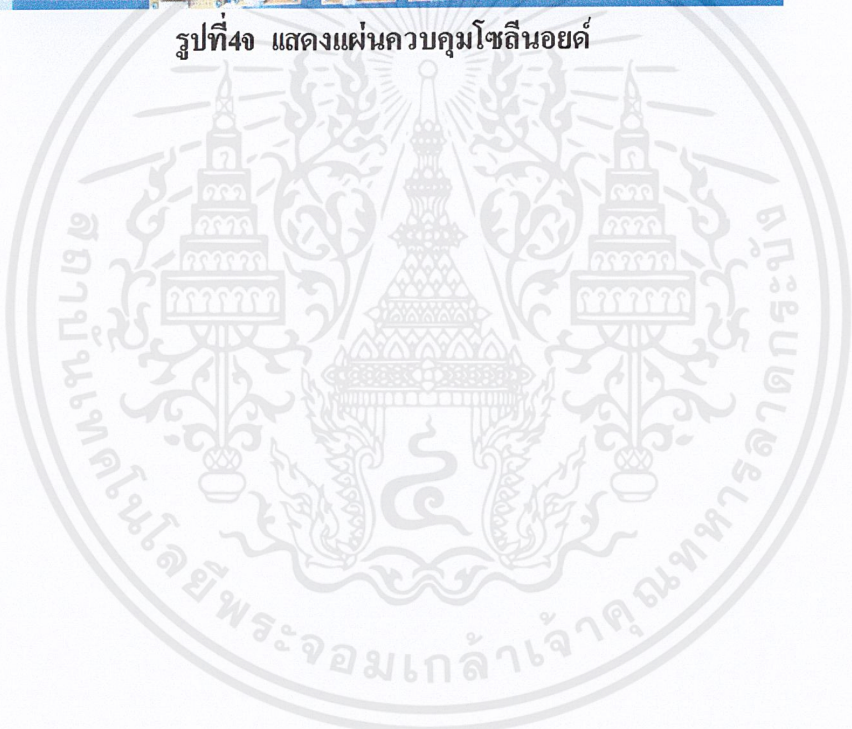 รูปที่4จ แสดงแผ่นควบคุมโซลีนอยด์
สถาบันเทคโนโลยีพระจอมเกล้าเจ้าคุณทหารลาดกระบัง